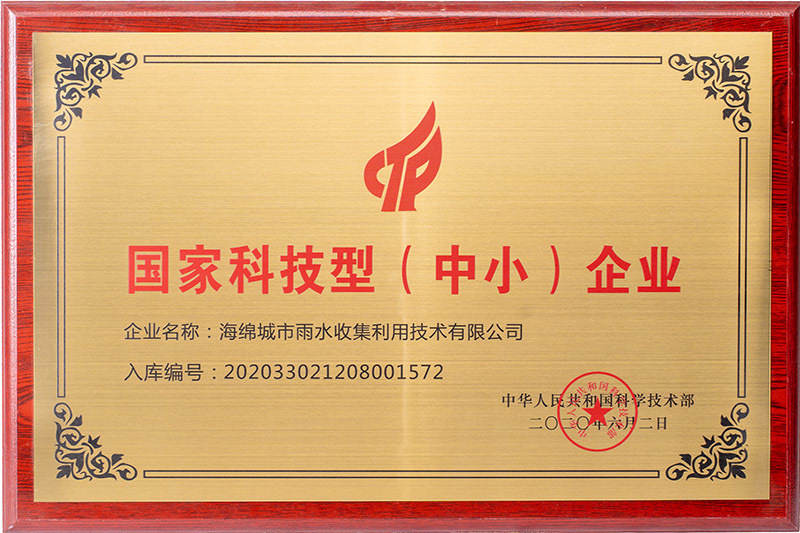 国家科技型（中小）企业
企业名称：海绵城市雨水收集利用技术有限公司
入库编号：202033021208001572
中华人民共和国科学技术部
二〇二〇年六月二日